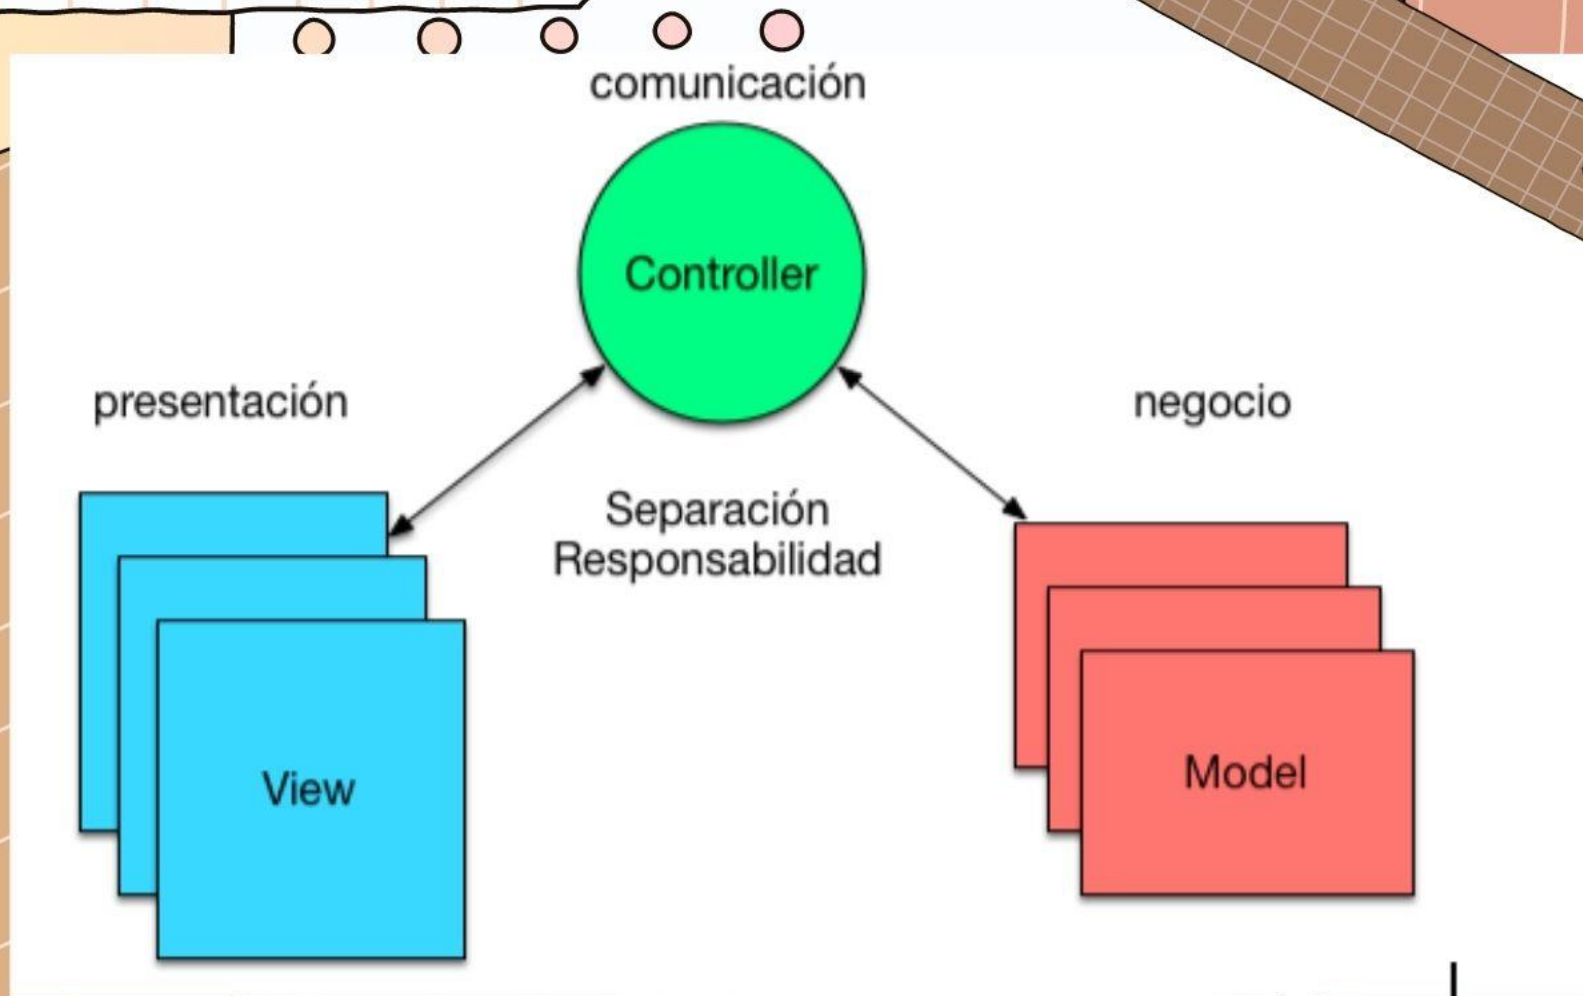 comunicación
Controller
presentación
negocio
Separación
Responsabilidad
View
Model